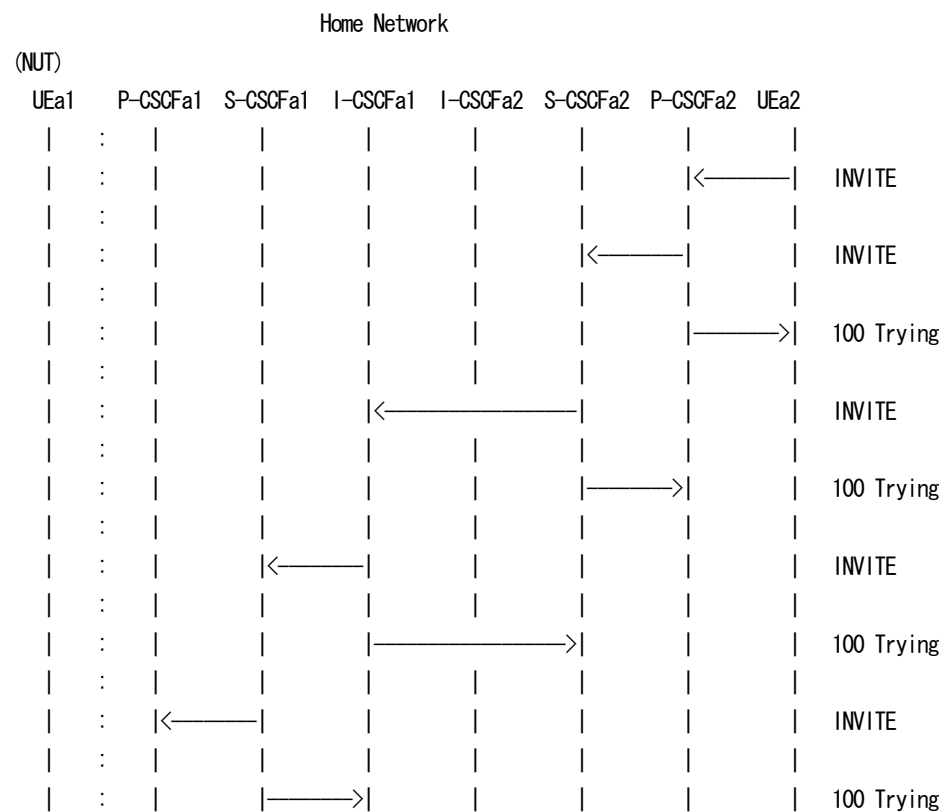 Home Network
(NUT)
UEa1 P-CSCFa1 S-CSCFa1 I-CSCFa1 I-CSCFa2 S-CSCFa2 P-CSCFa2 UEa2
INVITE
INVITE
100 Trying
INVITE
100 Trying
INVITE
100 Trying
INVITE
100 Trying